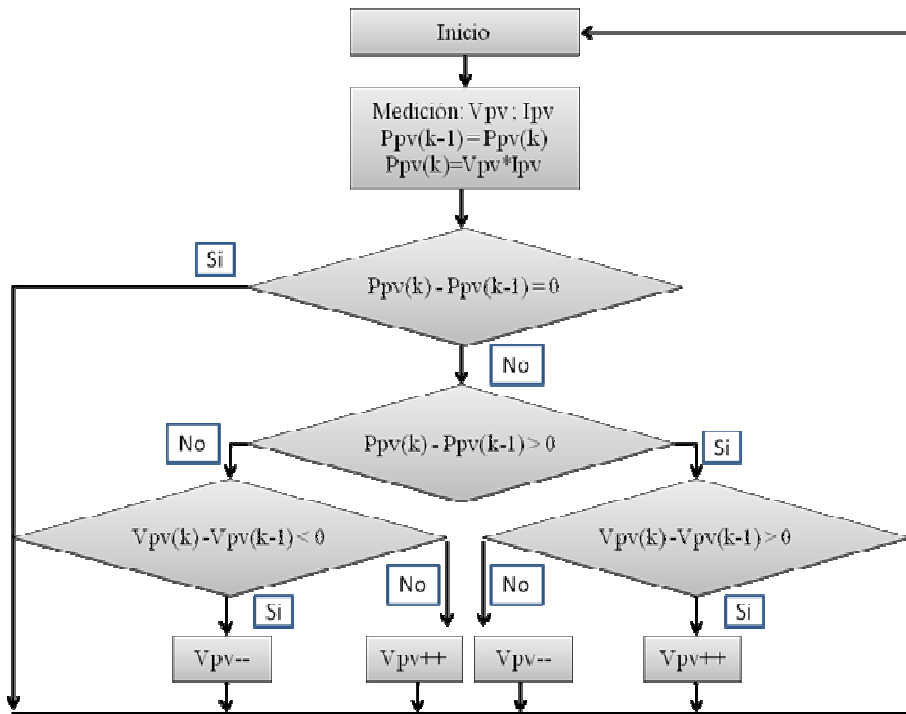 Inicio
Medición: Vpv; Ipv
Ppv(k-1)=Ppv(k)
Ppv(k)=Vpv*Ipv
Si
Ppv(k)-Ppv(k-1)=0
No
No
Ppv(k)-Ppv(k-1)>0
Si
Vpv(k)-Vpv(k-1)<0
Vpv(k)-Vpv(k-1)>0
No
No
Si
Si
Vpv--
Vpv++
Vpv--
Vpv++